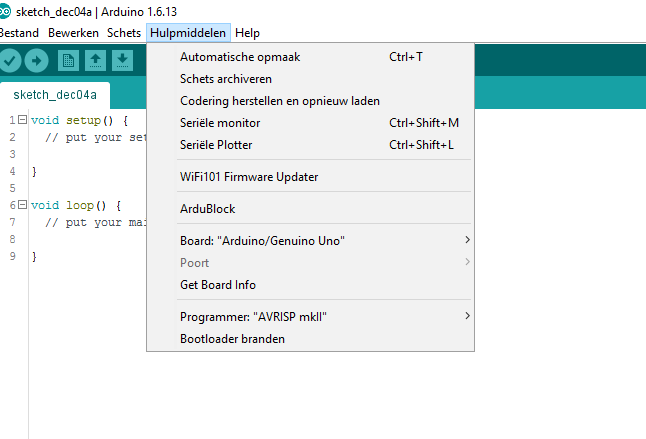 sketch_dec04a | Arduino 1.6.13
Bestand Bewerken Schets Hulpmiddelen Help
Automatische opmaak Ctrl+T
Schets archiveren
Codering herstellen en opnieuw laden
Seriële monitor Ctrl+Shift+M
Seriële Plotter Ctrl+Shift+L
WiFi101 Firmware Updater
ArduBlock
Board: "Arduino/Genuino Uno"
Poort
Get Board Info
Programmer: "AVRISP mkII"
Bootloader branden
sketch_dec04a
1 void setup() {
2 // put your set
3
4 }
5
6 void loop() {
7 // put your mai
8
9 }